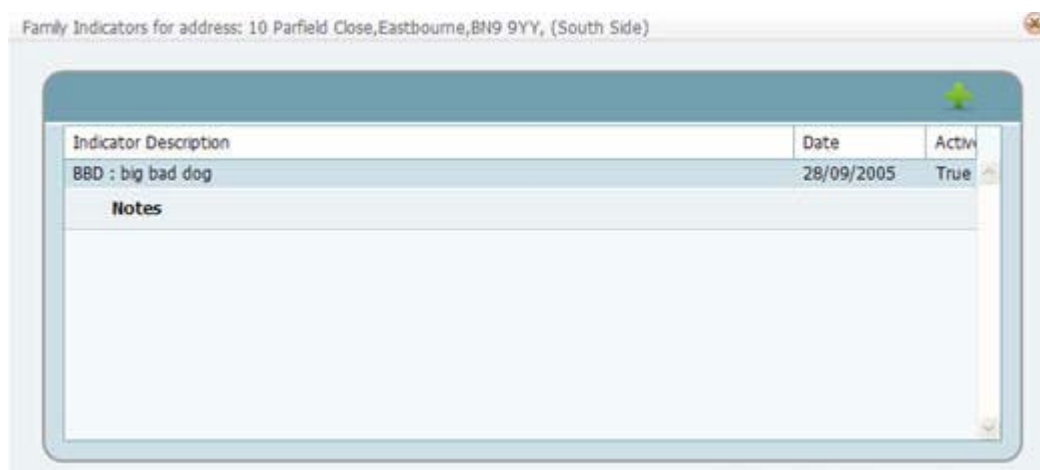 Family Indicators for address: 10 Parfield Close,Eastbourne,BN9 9YY, (South Side)
Indicator Description Date Activ
BBD : big bad dog 28/09/2005 True
Notes